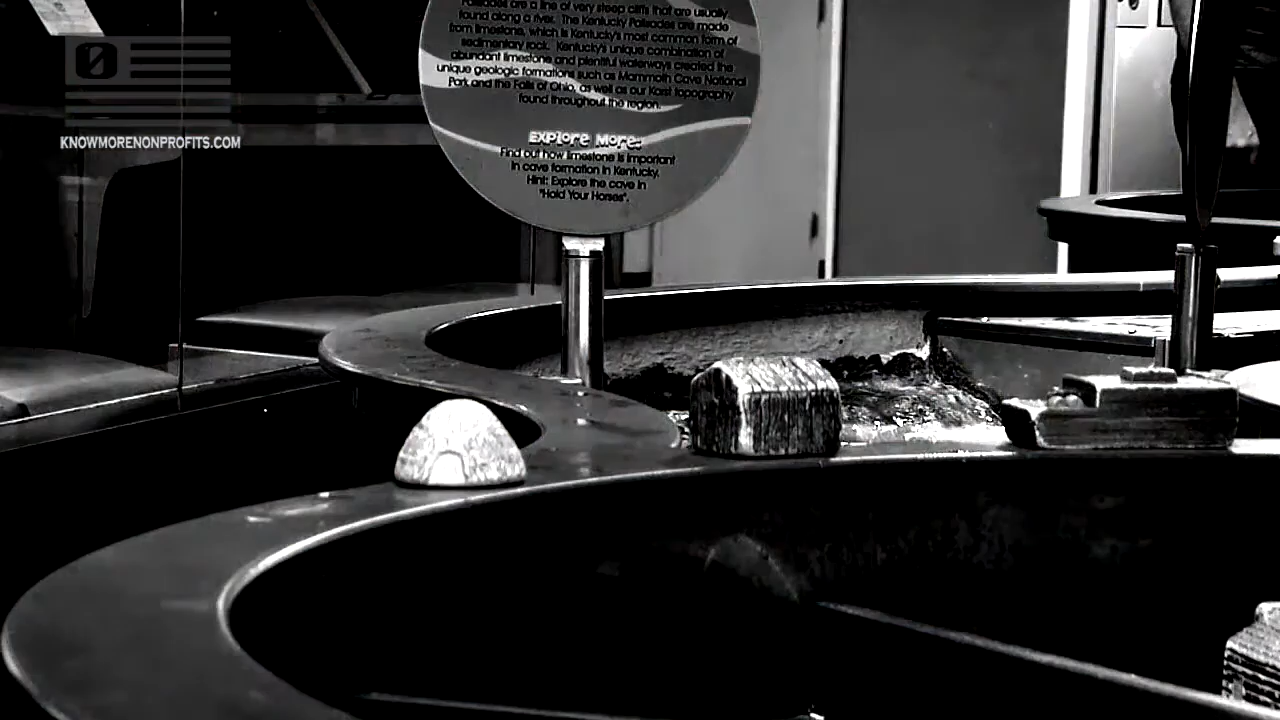 Palisades are a line of very steep cliffs that are usually
found along a river. The Kentucky Palisades are made
from limestone, which is Kentucky's most common form of
sedimentary rock. Kentucky's unique combination of
abundant limestone and plentiful waterways created the
unique geologic formations such as Mammoth Cave National
Park and the Falls of Ohio, as well as our Karst topography
found throughout the region.
Explore More:
Find out how limestone is important
in cave formation in Kentucky.
Hint: Explore the cave in
"Hold Your Horses".
0
KNOWMORENONPROFITS.COM